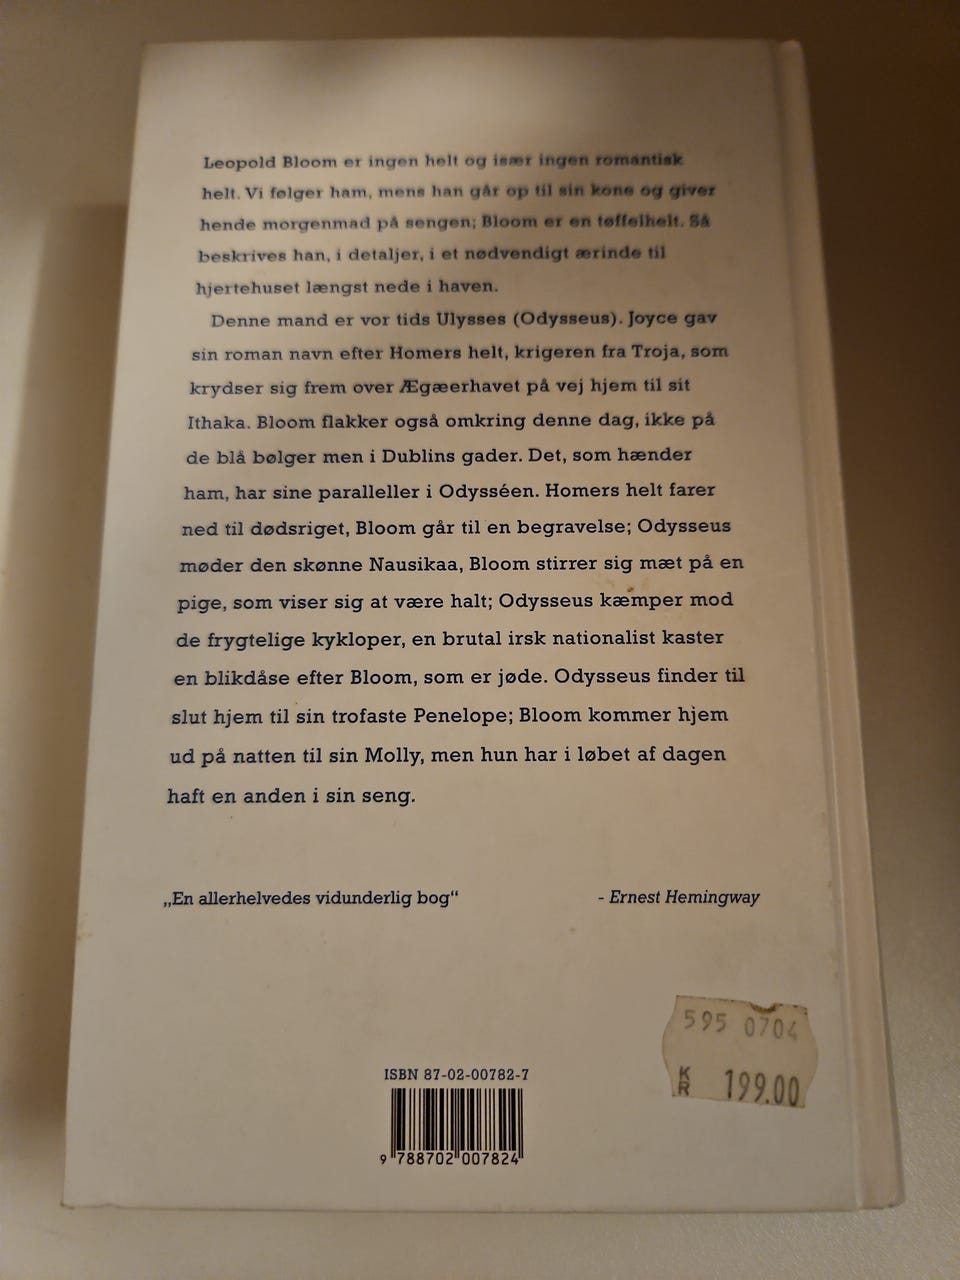 Leopold Bloom er ingen helt og især ingen romantisk
helt. Vi følger ham, mens han går op til sin kone og giver
hende morgenmad på sengen; Bloom er en tøffelhelt. Så
beskrives han, i detaljer, i et nødvendigt ærinde til
hjertehuset længst nede i haven.
Denne mand er vor tids Ulysses (Odysseus). Joyce gav
sin roman navn efter Homers helt, krigeren fra Troja, som
krydser sig frem over Ægæerhavet på vej hjem til sit
Ithaka. Bloom flakker også omkring denne dag, ikke på
de blå bølger men i Dublins gader. Det, som hænder
ham, har sine paralleller i Odysséen. Homers helt farer
ned til dødsriget, Bloom går til en begravelse; Odysseus
møder den skønne Nausikaa, Bloom stirrer sig mæt på en
pige, som viser sig at være halt; Odysseus kæmper mod
de frygtelige kykloper, en brutal irsk nationalist kaster
en blikdåse efter Bloom, som er jøde. Odysseus finder til
slut hjem til sin trofaste Penelope; Bloom kommer hjem
ud på natten til sin Molly, men hun har i løbet af dagen
haft en anden i sin seng.
„En allerhelvedes vidunderlig bog“ - Ernest Hemingway
595 0704
KR 199.00
ISBN 87-02-00782-7
9 788702 007824